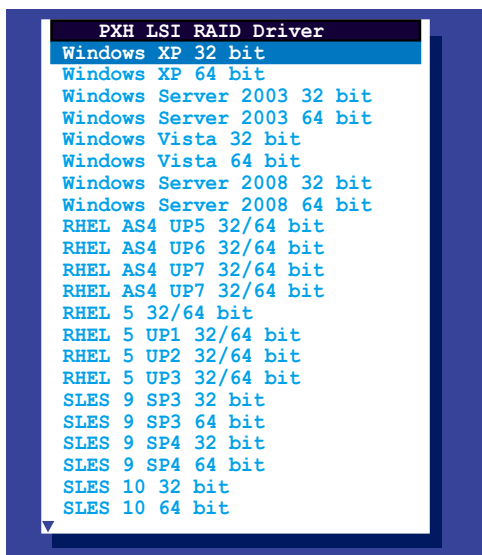 PXH LSI RAID Driver
Windows XP 32 bit
Windows XP 64 bit
Windows Server 2003 32 bit
Windows Server 2003 64 bit
Windows Vista 32 bit
Windows Vista 64 bit
Windows Server 2008 32 bit
Windows Server 2008 64 bit
RHEL AS4 UP5 32/64 bit
RHEL AS4 UP6 32/64 bit
RHEL AS4 UP7 32/64 bit
RHEL AS4 UP7 32/64 bit
RHEL 5 32/64 bit
RHEL 5 UP1 32/64 bit
RHEL 5 UP2 32/64 bit
RHEL 5 UP3 32/64 bit
SLES 9 SP3 32 bit
SLES 9 SP3 64 bit
SLES 9 SP4 32 bit
SLES 9 SP4 64 bit
SLES 10 32 bit
SLES 10 64 bit